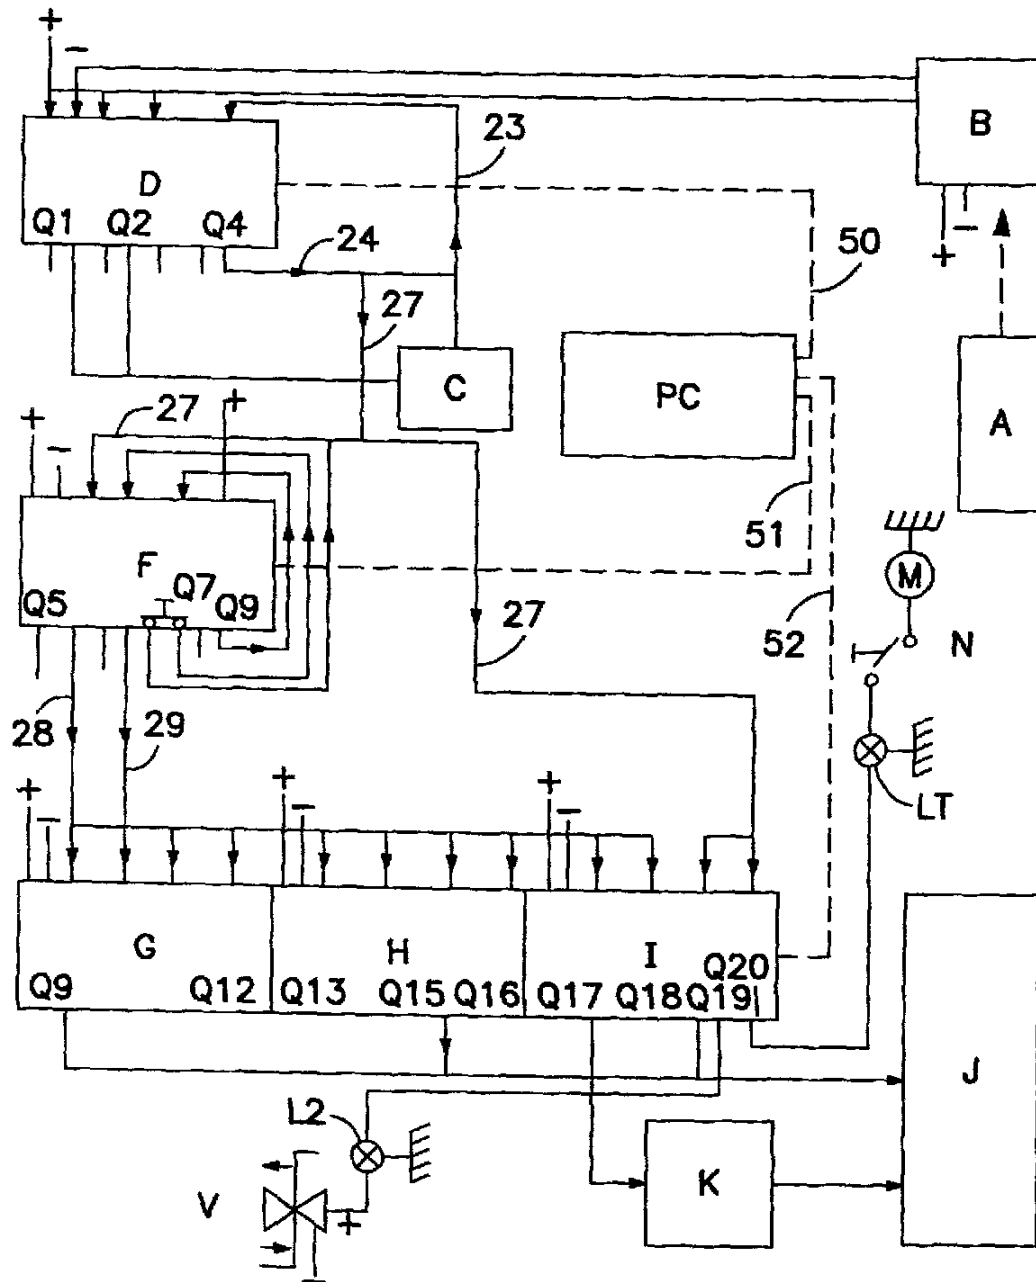 +
−
B
23
D
Q1 Q2 Q4
24
50
+
−
27
C
PC
A
27
+
+
−
51
M
F
Q7
Q5
Q9
27
52
N
28
29
+
−
+
−
+
−
LT
G
H
I
Q20
Q9
Q12
Q13
Q15
Q16
Q17
Q18
Q19
J
L2
K
V
+
−